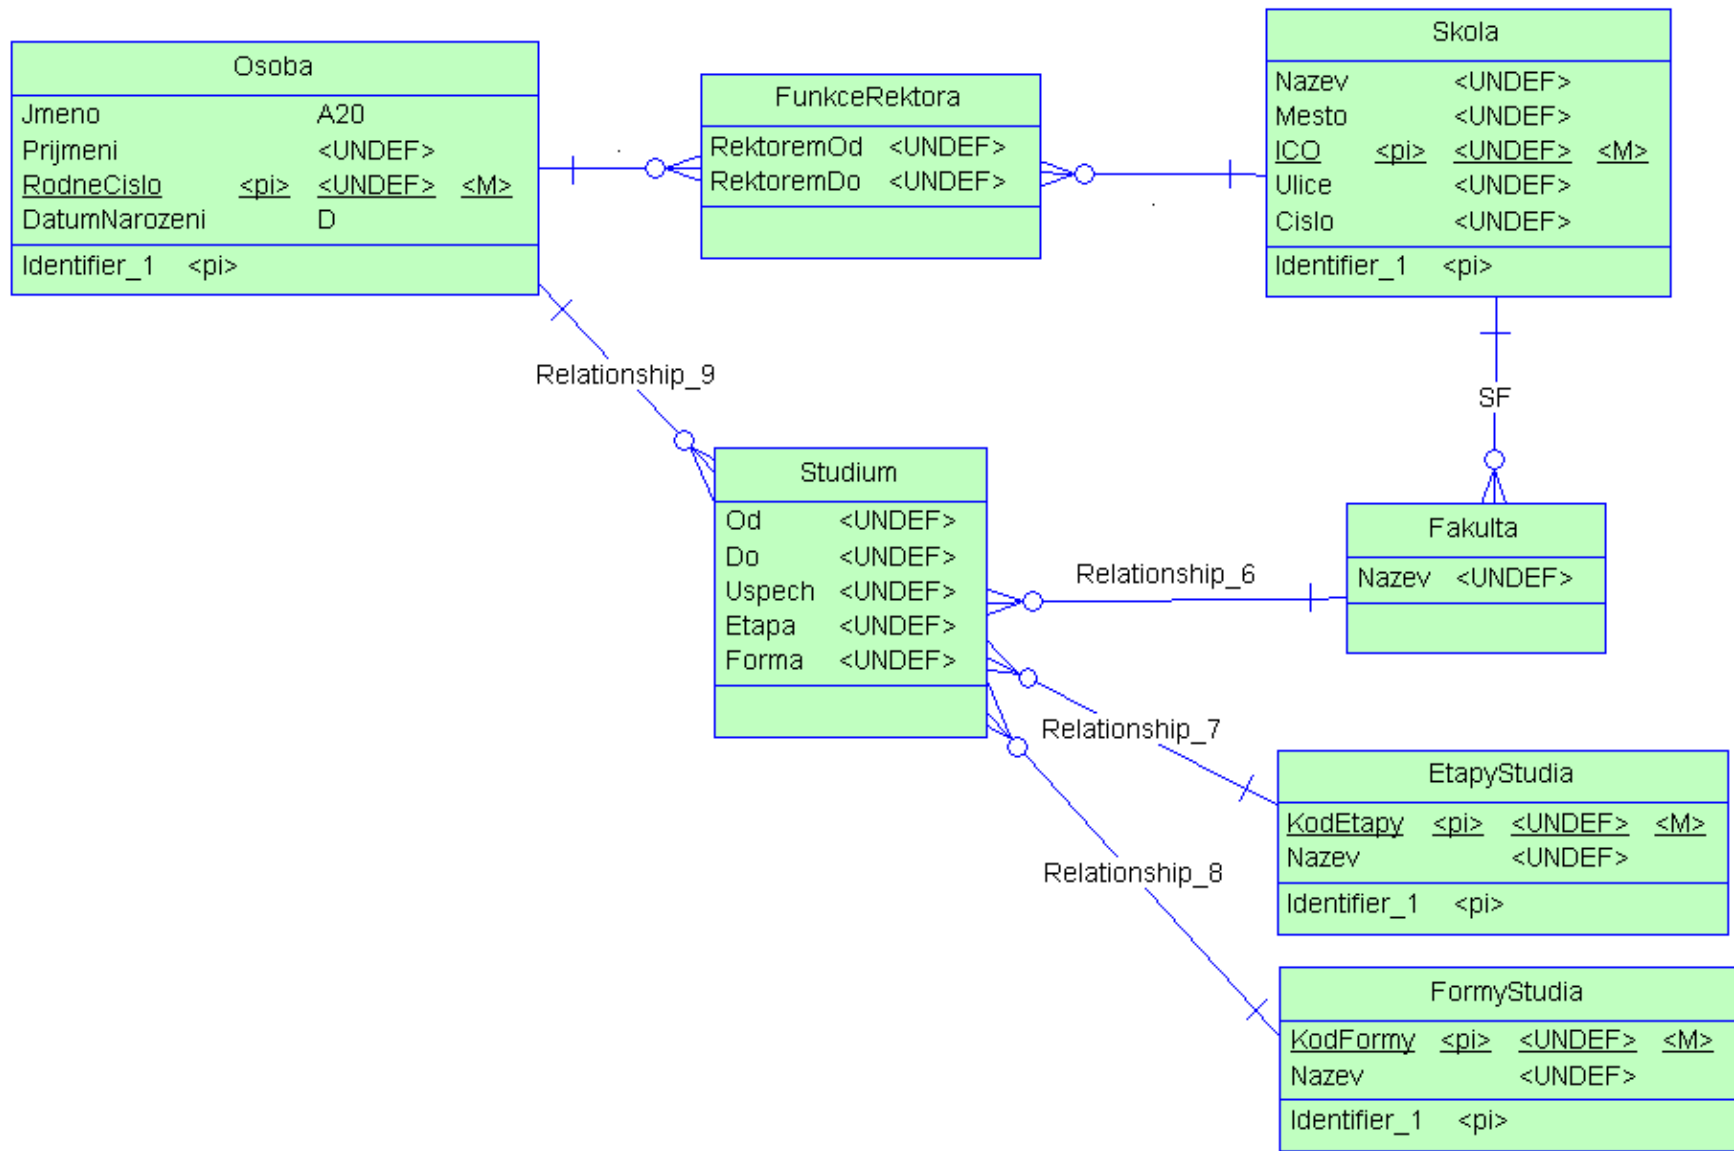 Osoba
Jmeno A20
Prijmeni <UNDEF>
RodneCislo <pi> <UNDEF> <M>
DatumNarozeni D
Identifier_1 <pi>
FunkceRektora
RektoremOd <UNDEF>
RektoremDo <UNDEF>
Skola
Nazev <UNDEF>
Mesto <UNDEF>
ICO <pi> <UNDEF> <M>
Ulice <UNDEF>
Cislo <UNDEF>
Identifier_1 <pi>
Relationship_9
SF
Studium
Od <UNDEF>
Do <UNDEF>
Uspech <UNDEF>
Etapa <UNDEF>
Forma <UNDEF>
Fakulta
Nazev <UNDEF>
Relationship_6
Relationship_7
EtapyStudia
KodEtapy <pi> <UNDEF> <M>
Nazev <UNDEF>
Identifier_1 <pi>
Relationship_8
FormyStudia
KodFormy <pi> <UNDEF> <M>
Nazev <UNDEF>
Identifier_1 <pi>